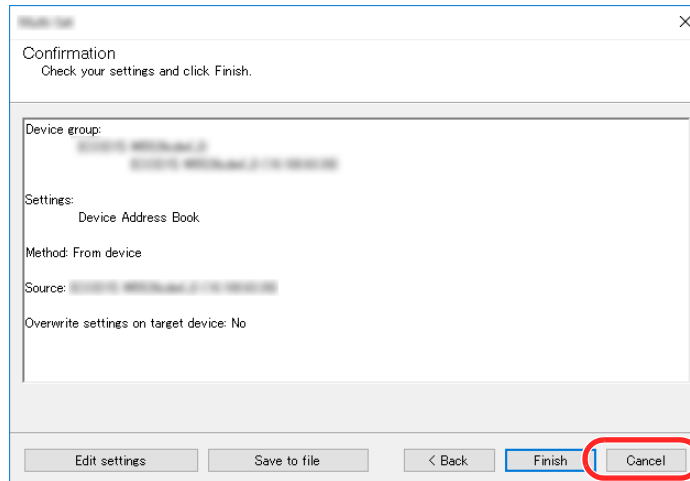 Confirmation
Check your settings and click Finish.
Device group:
Settings:
Device Address Book
Method: From device
Source:
Overwrite settings on target device: No
Edit settings
Save to file
< Back
Finish
Cancel